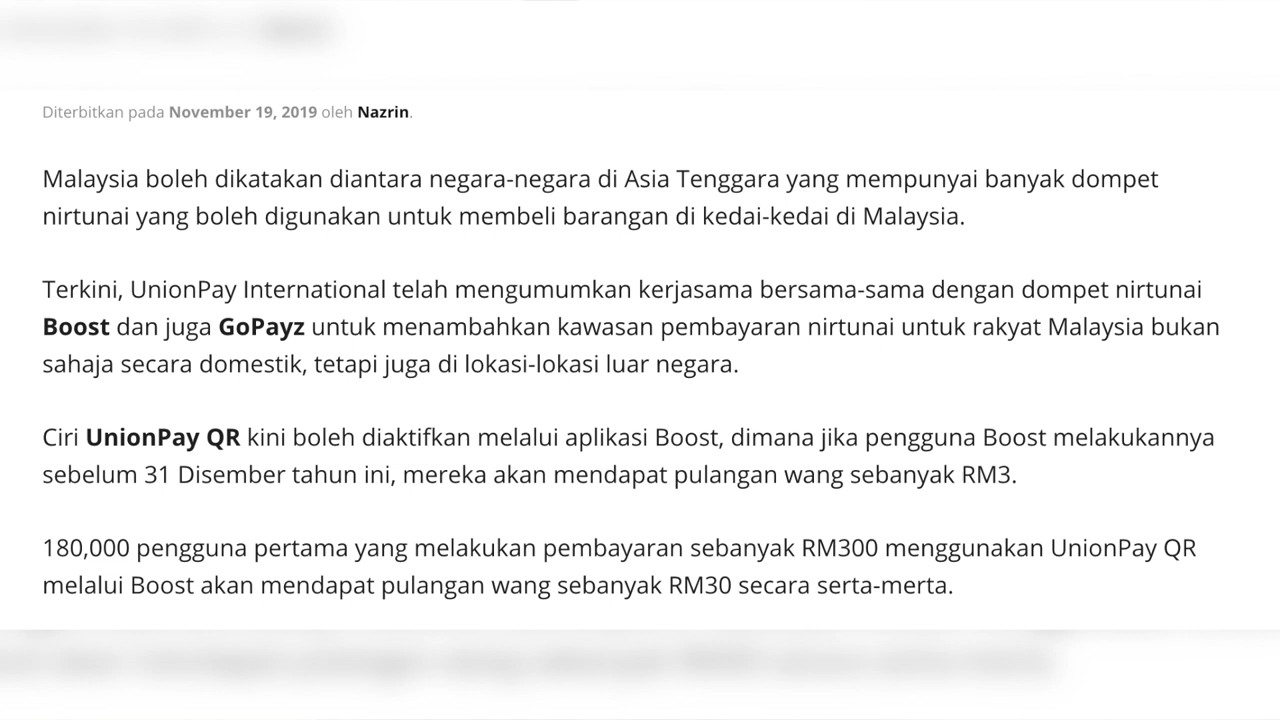 Diterbitkan pada November 19, 2019 oleh Nazrin.
Malaysia boleh dikatakan diantara negara-negara di Asia Tenggara yang mempunyai banyak dompet
nirtunai yang boleh digunakan untuk membeli barangan di kedai-kedai di Malaysia.
Terkini, UnionPay International telah mengumumkan kerjasama bersama-sama dengan dompet nirtunai
Boost dan juga GoPayz untuk menambahkan kawasan pembayaran nirtunai untuk rakyat Malaysia bukan
sahaja secara domestik, tetapi juga di lokasi-lokasi luar negara.
Ciri UnionPay QR kini boleh diaktifkan melalui aplikasi Boost, dimana jika pengguna Boost melakukannya
sebelum 31 Disember tahun ini, mereka akan mendapat pulangan wang sebanyak RM3.
180,000 pengguna pertama yang melakukan pembayaran sebanyak RM300 menggunakan UnionPay QR
melalui Boost akan mendapat pulangan wang sebanyak RM30 secara serta-merta.